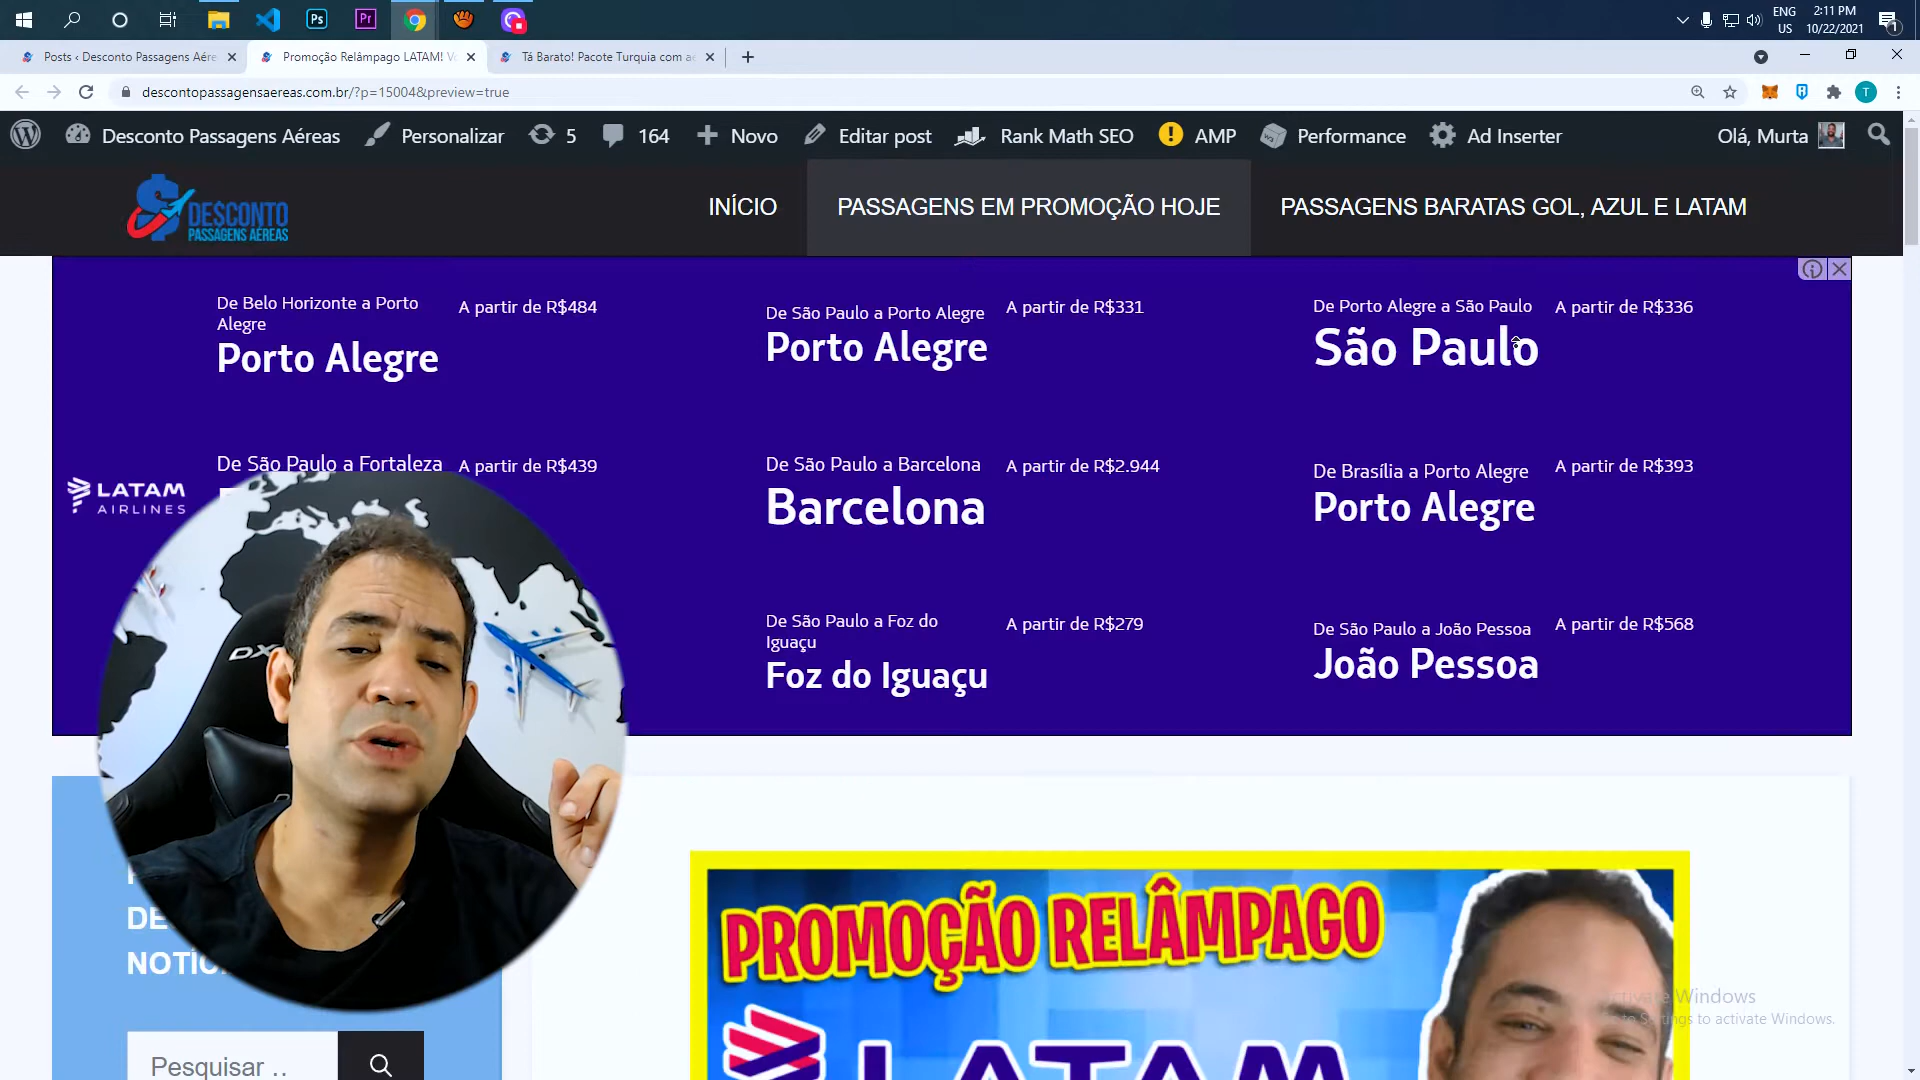 ENG
US
2:11 PM
10/22/2021
1
Ps
Pr
Posts ‹ Desconto Passagens Aére
Promoção Relâmpago LATAM! Vo
Tá Barato! Pacote Turquia com aé
descontopassagensaereas.com.br/?p=15004&preview=true
T
Desconto Passagens Aéreas
Personalizar
5
164
Novo
Editar post
Rank Math SEO
AMP
Performance
Ad Inserter
Olá, Murta
DESCONTO
PASSAGENS AÉREAS
INÍCIO
PASSAGENS EM PROMOÇÃO HOJE
PASSAGENS BARATAS GOL, AZUL E LATAM
De Belo Horizonte a Porto
Alegre
Porto Alegre
A partir de R$484
De São Paulo a Porto Alegre
Porto Alegre
A partir de R$331
De Porto Alegre a São Paulo
São Paulo
A partir de R$336
LATAM
AIRLINES
De São Paulo a Fortaleza
A partir de R$439
De São Paulo a Barcelona
Barcelona
A partir de R$2.944
De Brasília a Porto Alegre
Porto Alegre
A partir de R$393
De São Paulo a Foz do
Iguaçu
Foz do Iguaçu
A partir de R$279
De São Paulo a João Pessoa
João Pessoa
A partir de R$568
PROMOÇÃO RELÂMPAGO
LATAM
Pesquisar ..